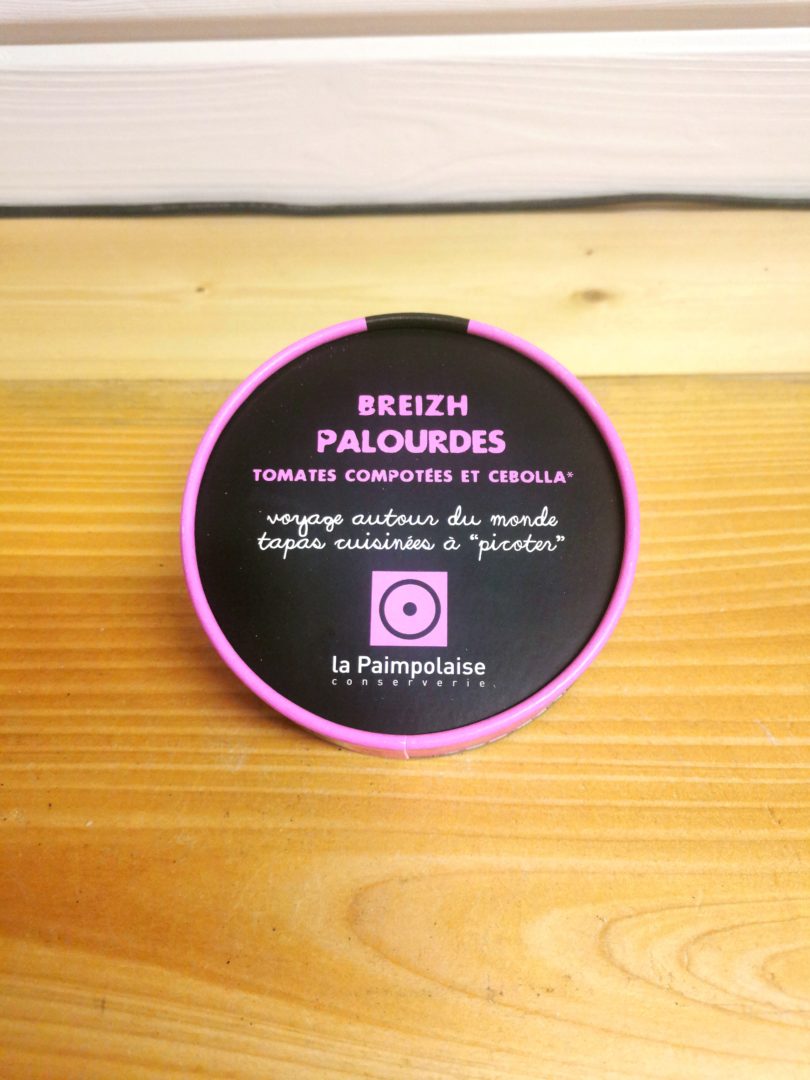 BREIZH
PALOURDES
TOMATES COMPOTÉES ET CEBOLLA*
voyage autour du monde
tapas cuisinées à "picoter"
la Paimpolaise
conserverie